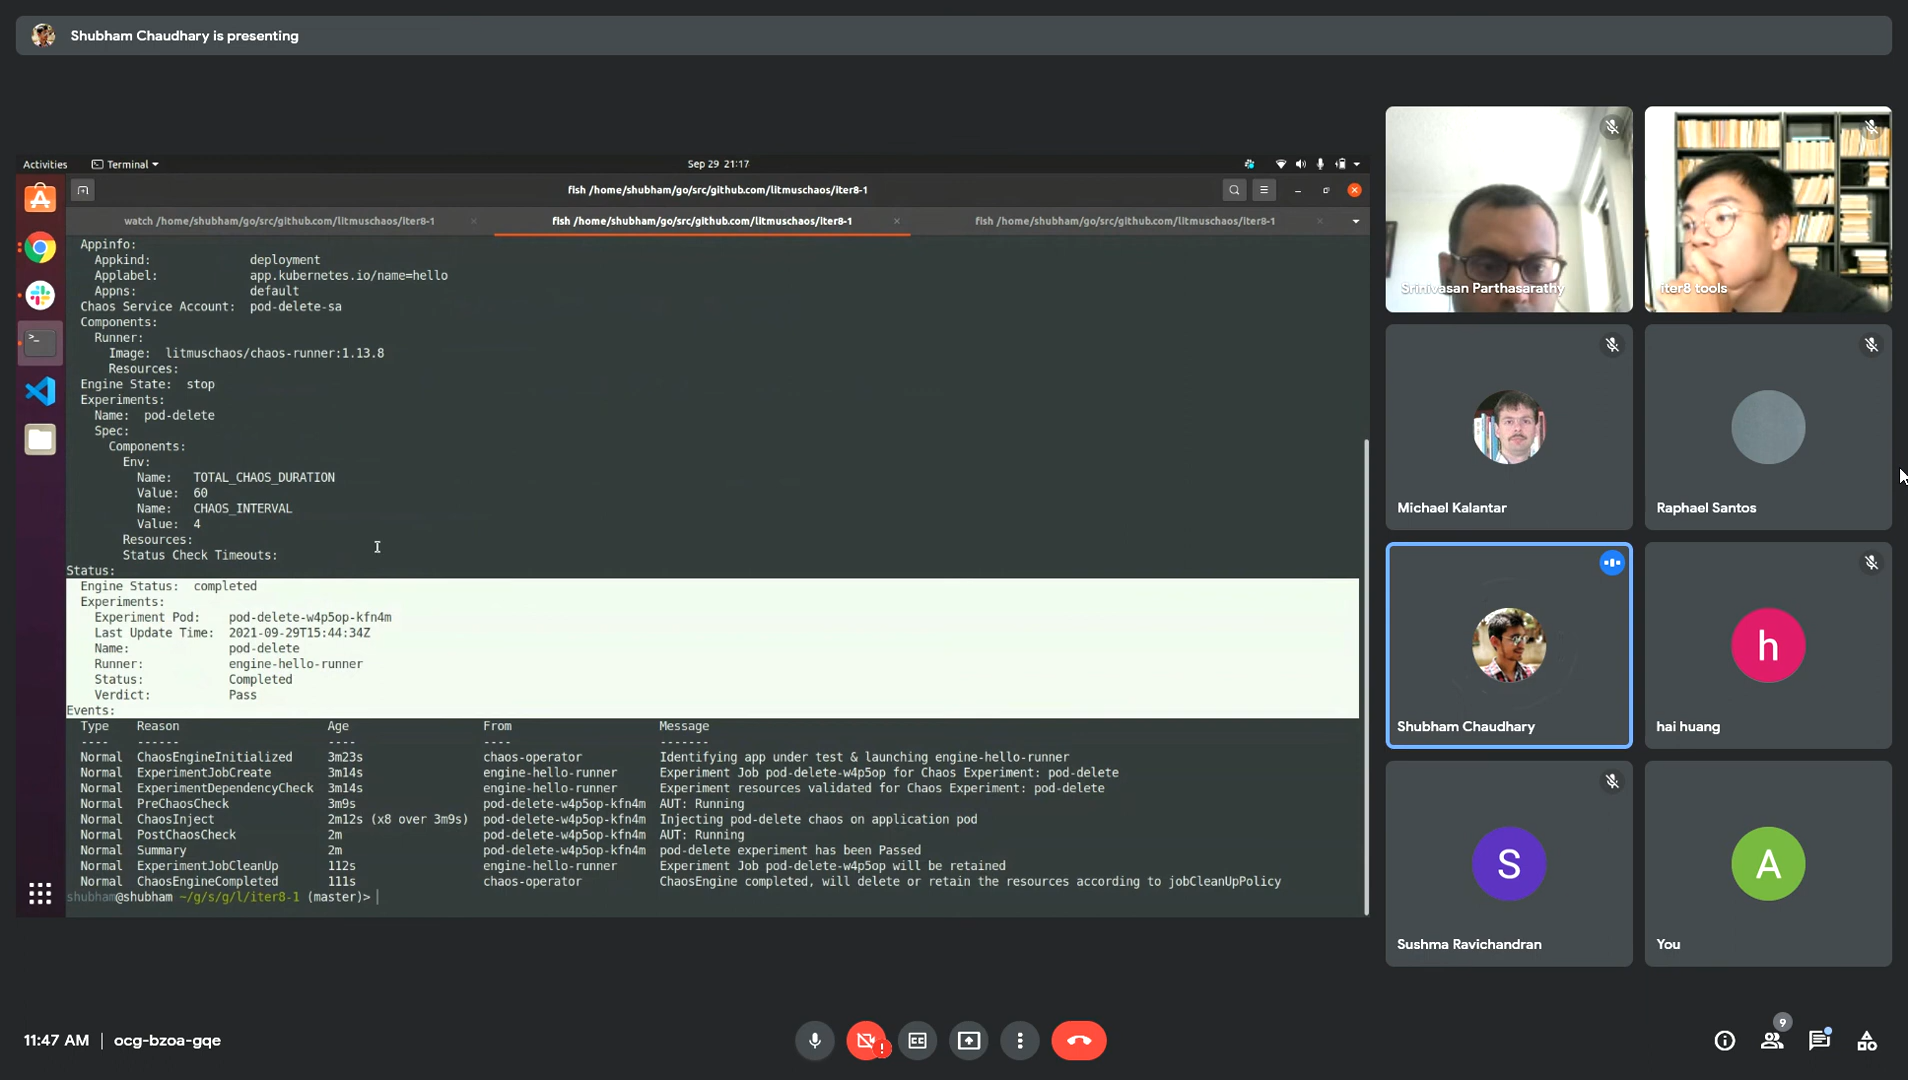 Shubham Chaudhary is presenting
Activities
Terminal
Sep 29 21:17
fish /home/shubham/go/src/github.com/litmuschaos/iter8-1
watch /home/shubham/go/src/github.com/litmuschaos/iter8-1
fish /home/shubham/go/src/github.com/litmuschaos/iter8-1
fish /home/shubham/go/src/github.com/litmuschaos/iter8-1
Appinfo:
Appkind: deployment
Applabel: app.kubernetes.io/name=hello
Appns: default
Chaos Service Account: pod-delete-sa
Components:
Runner:
Image: litmuschaos/chaos-runner:1.13.8
Resources:
Engine State: stop
Experiments:
Name: pod-delete
Spec:
Components:
Env:
Name: TOTAL_CHAOS_DURATION
Value: 60
Name: CHAOS_INTERVAL
Value: 4
Resources:
Status Check Timeouts:
Status:
Engine Status: completed
Experiments:
Experiment Pod: pod-delete-w4p5op-kfn4m
Last Update Time: 2021-09-29T15:44:34Z
Name: pod-delete
Runner: engine-hello-runner
Status: Completed
Verdict: Pass
Events:
Type Reason Age From Message
---- ------ ---- ---- -------
Normal ChaosEngineInitialized 3m23s chaos-operator Identifying app under test & launching engine-hello-runner
Normal ExperimentJobCreate 3m14s engine-hello-runner Experiment Job pod-delete-w4p5op for Chaos Experiment: pod-delete
Normal ExperimentDependencyCheck 3m14s engine-hello-runner Experiment resources validated for Chaos Experiment: pod-delete
Normal PreChaosCheck 3m9s pod-delete-w4p5op-kfn4m AUT: Running
Normal ChaosInject 2m12s (x8 over 3m9s) pod-delete-w4p5op-kfn4m Injecting pod-delete chaos on application pod
Normal PostChaosCheck 2m pod-delete-w4p5op-kfn4m AUT: Running
Normal Summary 2m pod-delete-w4p5op-kfn4m pod-delete experiment has been Passed
Normal ExperimentJobCleanUp 112s engine-hello-runner Experiment Job pod-delete-w4p5op will be retained
Normal ChaosEngineCompleted 111s chaos-operator ChaosEngine completed, will delete or retain the resources according to jobCleanUpPolicy
shubham@shubham ~/g/s/g/l/iter8-1 (master)>
Srinivasan Parthasarathy
iter8 tools
Michael Kalantar
Raphael Santos
Shubham Chaudhary
h
hai huang
S
Sushma Ravichandran
A
You
11:47 AM | ocg-bzoa-gqe
CC
9